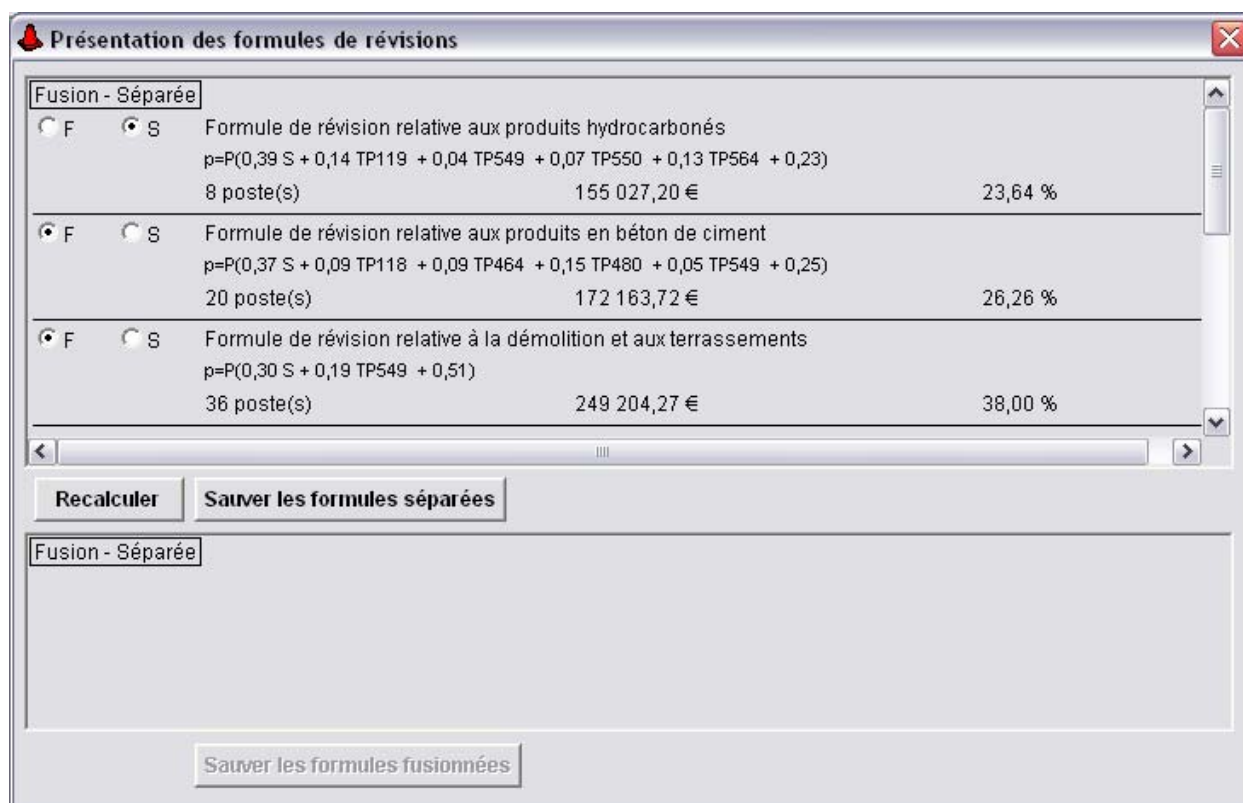 Présentation des formules de révisions
Fusion - Séparée
F S Formule de révision relative aux produits hydrocarbonés
p=P(0,39 S + 0,14 TP119 + 0,04 TP549 + 0,07 TP550 + 0,13 TP564 + 0,23)
8 poste(s) 155 027,20 € 23,64 %
F S Formule de révision relative aux produits en béton de ciment
p=P(0,37 S + 0,09 TP118 + 0,09 TP464 + 0,15 TP480 + 0,05 TP549 + 0,25)
20 poste(s) 172 163,72 € 26,26 %
F S Formule de révision relative à la démolition et aux terrassements
p=P(0,30 S + 0,19 TP549 + 0,51)
36 poste(s) 249 204,27 € 38,00 %
Recalculer Sauver les formules séparées
Fusion - Séparée
Sauver les formules fusionnées